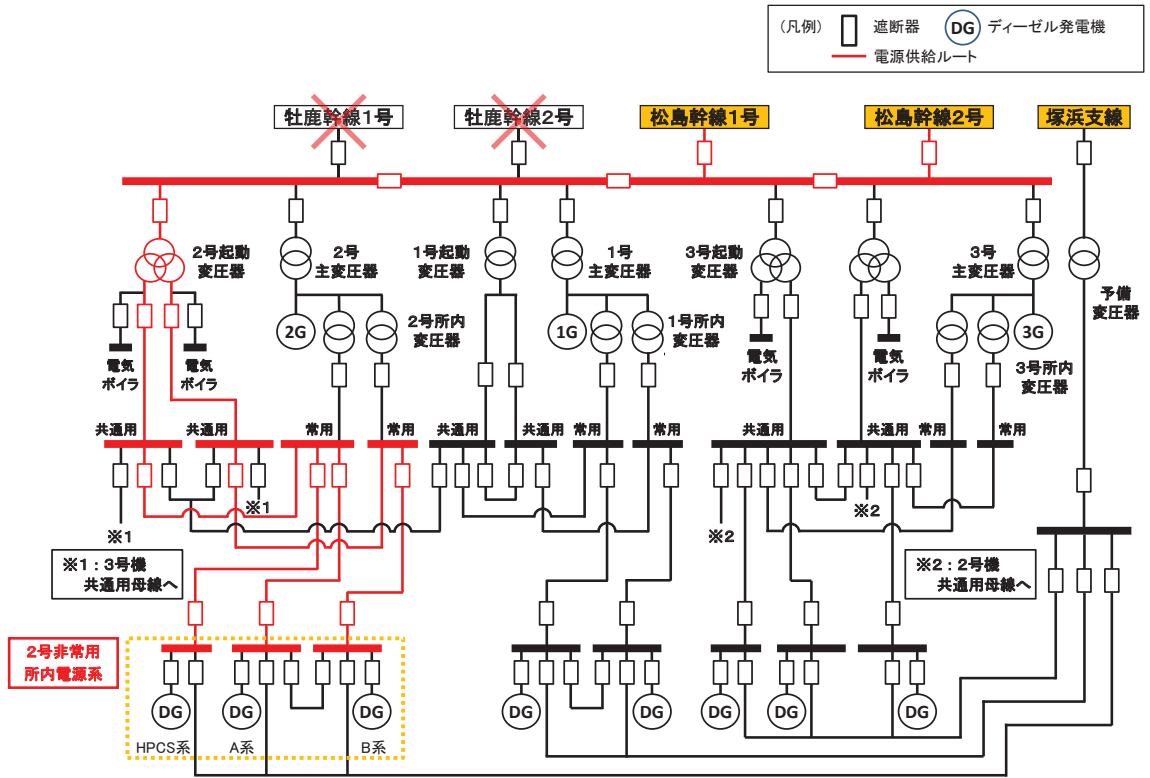 (凡例)
遮断器
DG
ディーゼル発電機
電源供給ルート
牡鹿幹線1号
牡鹿幹線2号
松島幹線1号
松島幹線2号
塚浜支線
2号起動
変圧器
2号
主変圧器
1号起動
変圧器
1号
主変圧器
3号起動
変圧器
3号
主変圧器
予備
変圧器
2G
2号所内
変圧器
1G
1号所内
変圧器
3G
3号所内
変圧器
電気
ボイラ
電気
ボイラ
電気
ボイラ
電気
ボイラ
共通用
共通用
常用
常用
共通用
共通用
常用
常用
共通用
共通用
常用
常用
※1
※1
※2
※2
※1:3号機
共通用母線へ
※2:2号機
共通用母線へ
2号非常用
所内電源系
DG
DG
DG
DG
DG
DG
DG
DG
HPCS系
A系
B系